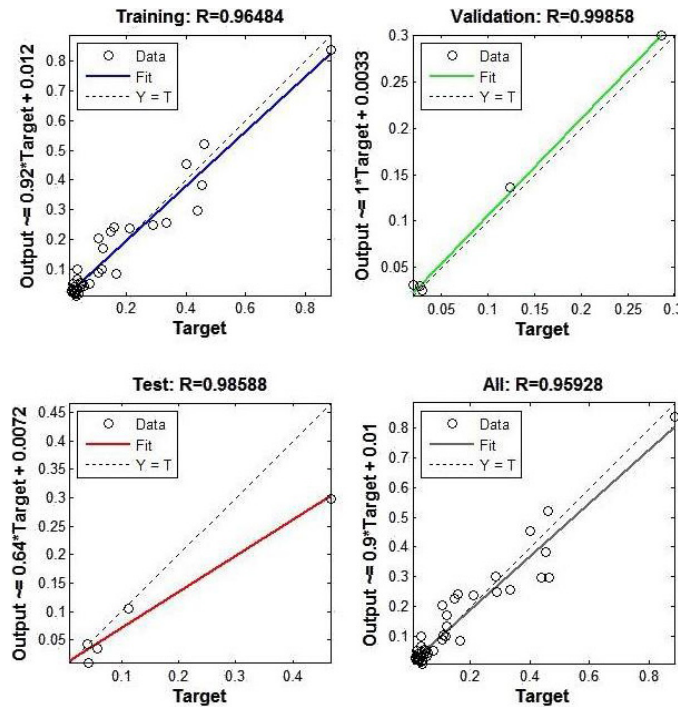 Training: R=0.96484
Output ~= 0.92*Target + 0.012
Data
Fit
Y = T
0.8
0.7
0.6
0.5
0.4
0.3
0.2
0.1
0.2 0.4 0.6 0.8
Target
Validation: R=0.99858
Output ~= 1*Target + 0.0033
Data
Fit
Y = T
0.3
0.25
0.2
0.15
0.1
0.05
0.05 0.1 0.15 0.2 0.25 0.3
Target
Test: R=0.98588
Output ~= 0.64*Target + 0.0072
Data
Fit
Y = T
0.45
0.4
0.35
0.3
0.25
0.2
0.15
0.1
0.05
0.1 0.2 0.3 0.4
Target
All: R=0.95928
Output ~= 0.9*Target + 0.01
Data
Fit
Y = T
0.8
0.7
0.6
0.5
0.4
0.3
0.2
0.1
0.2 0.4 0.6 0.8
Target